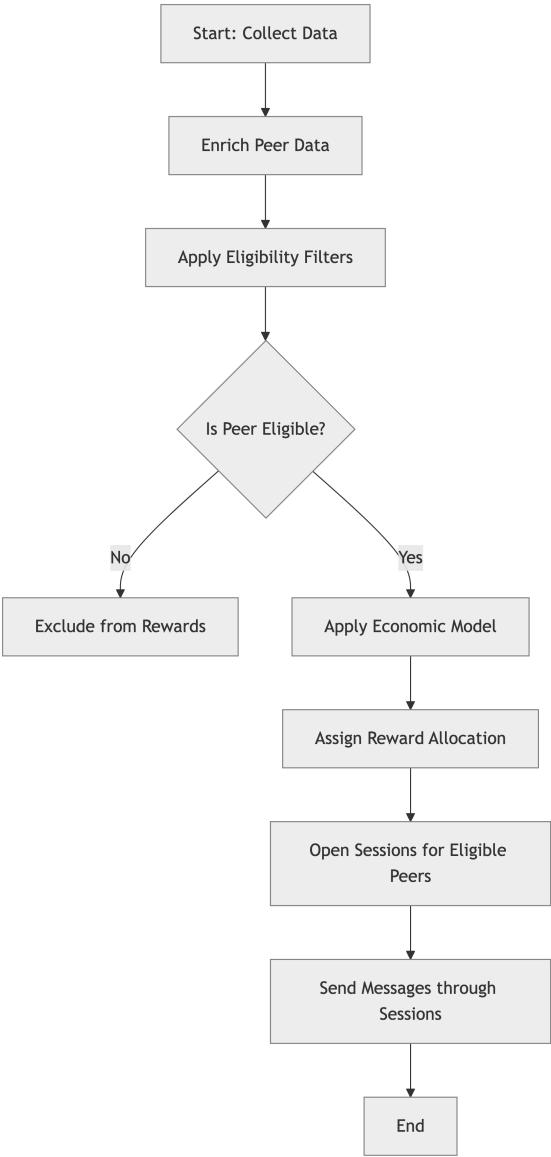 Start: Collect Data
Enrich Peer Data
Apply Eligibility Filters
Is Peer Eligible?
No
Yes
Exclude from Rewards
Apply Economic Model
Assign Reward Allocation
Open Sessions for Eligible
Peers
Send Messages through
Sessions
End